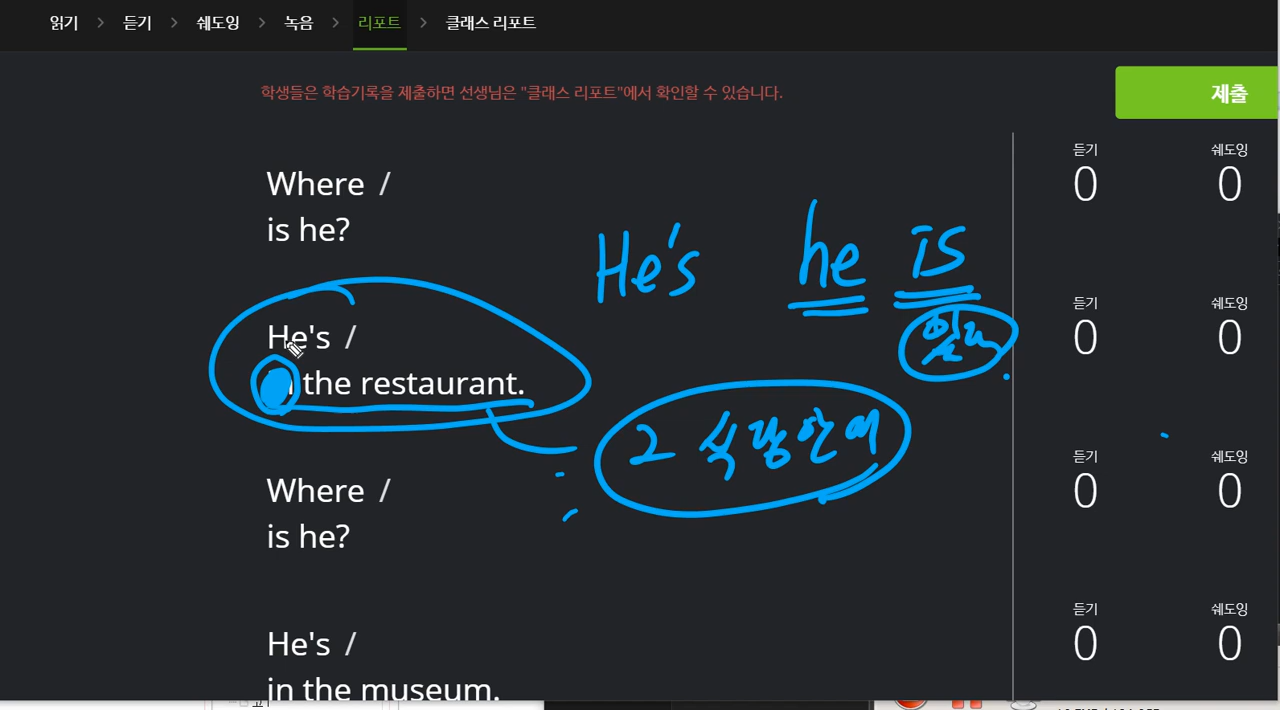 읽기 > 듣기 > 쉐도잉 > 녹음 > 리포트 > 클래스 리포트
학생들은 학습기록을 제출하면 선생님은 "클래스 리포트"에서 확인할 수 있습니다.
제출
Where /
is he?
듣기 쉐도잉
0 0
He's he is
He's /
the restaurant.
듣기 쉐도잉
0 0
식당안에
Where /
is he?
듣기 쉐도잉
0 0
He's /
in the museum.
듣기 쉐도잉
0 0